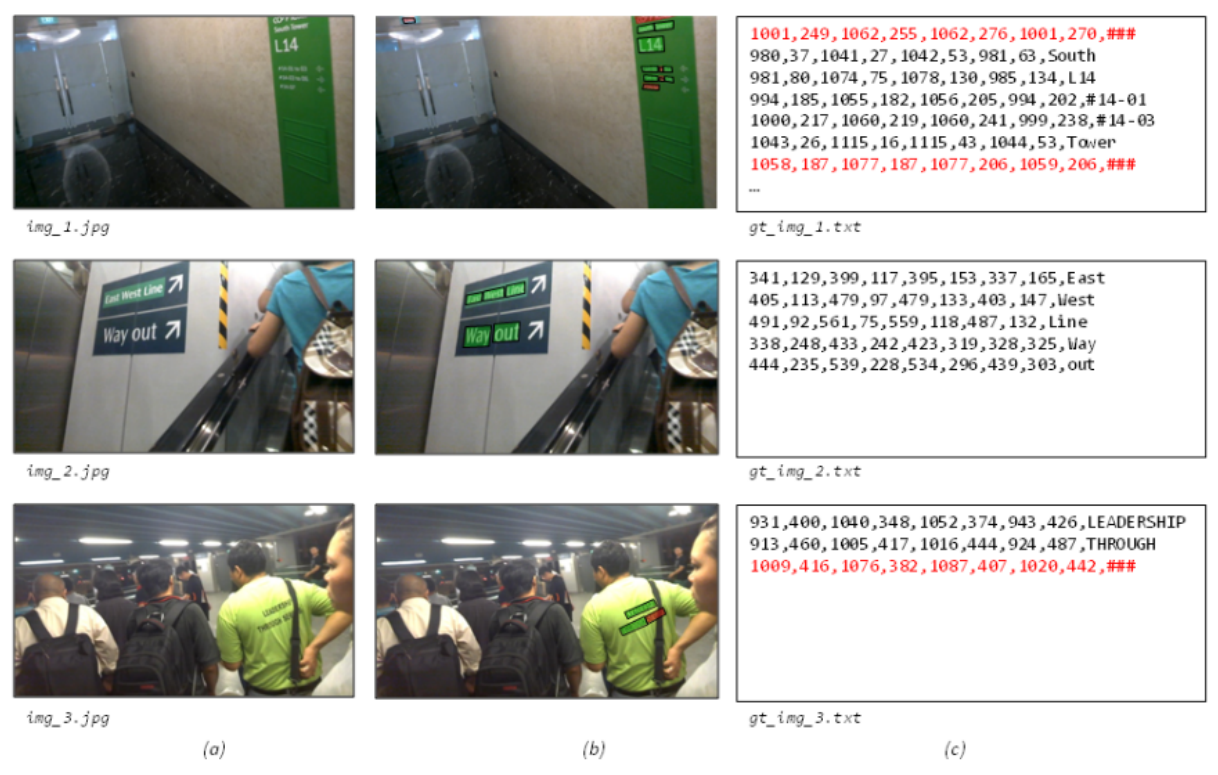 South Tower
L14
1001,249,1062,255,1062,276,1001,270,###
980,37,1041,27,1042,53,981,63,South
981,80,1074,75,1078,130,985,134,L14
994,185,1055,182,1056,205,994,202,#14-01
1000,217,1060,219,1060,241,999,238,#14-03
1043,26,1115,16,1115,43,1044,53,Tower
1058,187,1077,187,1077,206,1059,206,###
...
L14
img_1.jpg
gt_img_1.txt
East West Line
Way out
East West Line
Way out
341,129,399,117,395,153,337,165,East
405,113,479,97,479,133,403,147,West
491,92,561,75,559,118,487,132,Line
338,248,433,242,423,319,328,325,Way
444,235,539,228,534,296,439,303,out
img_2.jpg
gt_img_2.txt
LEADERSHIP
THROUGH
931,400,1040,348,1052,374,943,426,LEADERSHIP
913,460,1005,417,1016,444,924,487,THROUGH
1009,416,1076,382,1087,407,1020,442,###
img_3.jpg
gt_img_3.txt
(a)
(b)
(c)